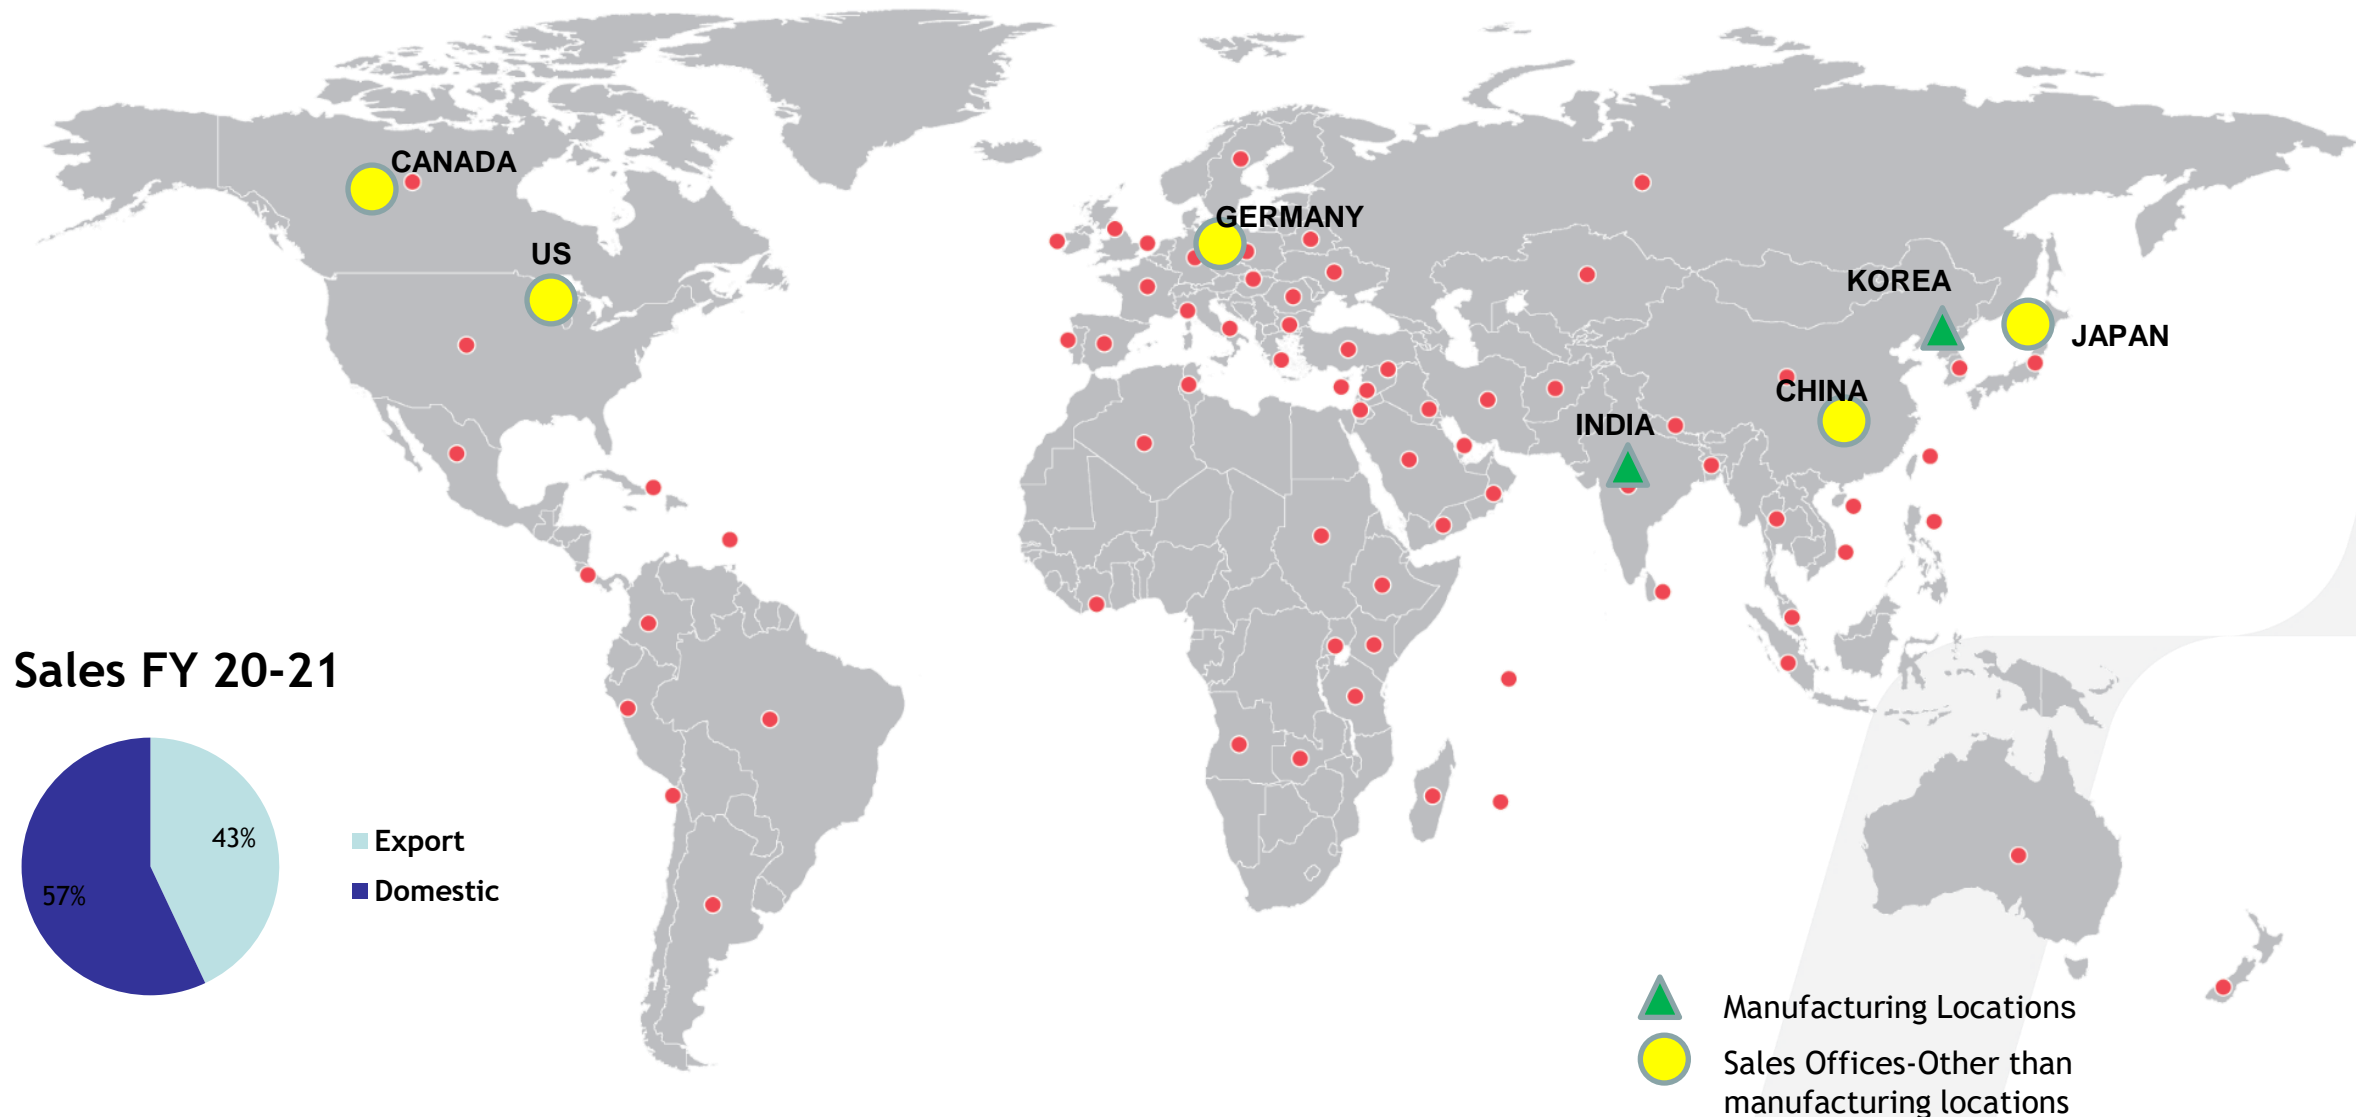 CANADA
US
GERMANY
KOREA
JAPAN
CHINA
INDIA
Sales FY 20-21
43%
57%
Export
Domestic
Manufacturing Locations
Sales Offices-Other than
manufacturing locations